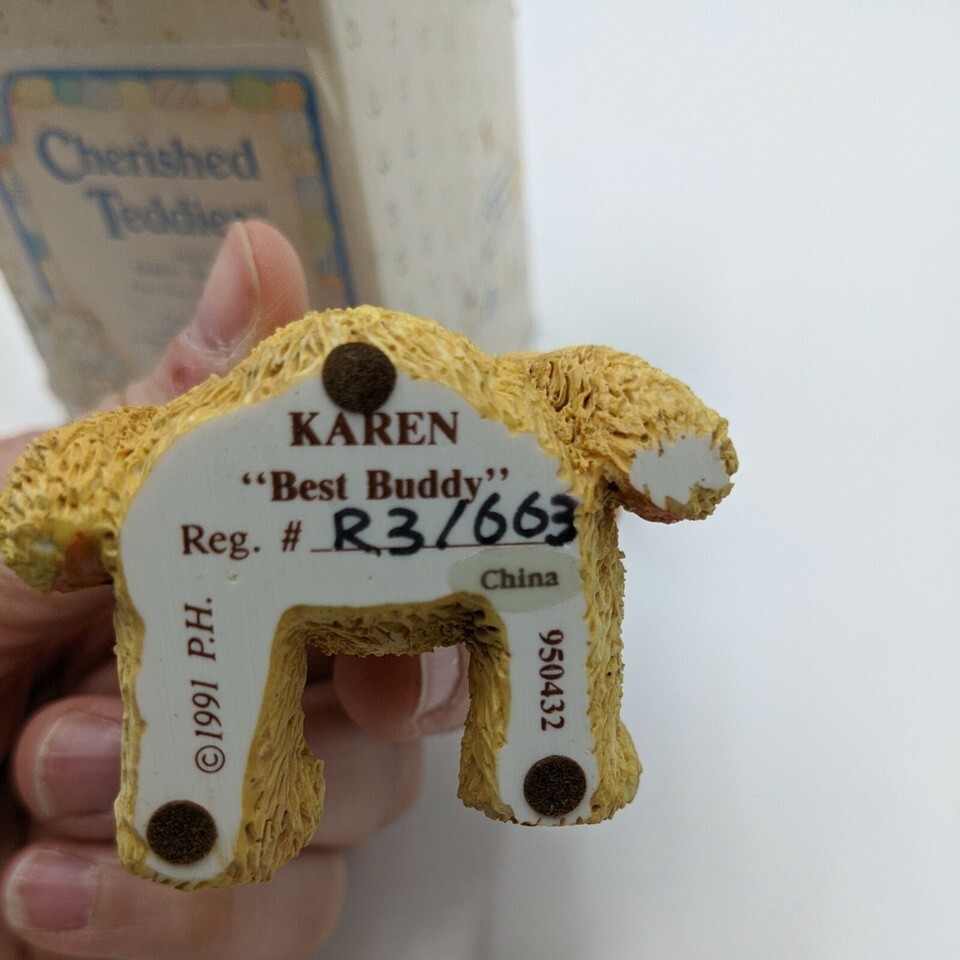 Cherished
Teddies
KAREN
“Best Buddy”
Reg. # R3/663
China
©1991 P.H.
950432